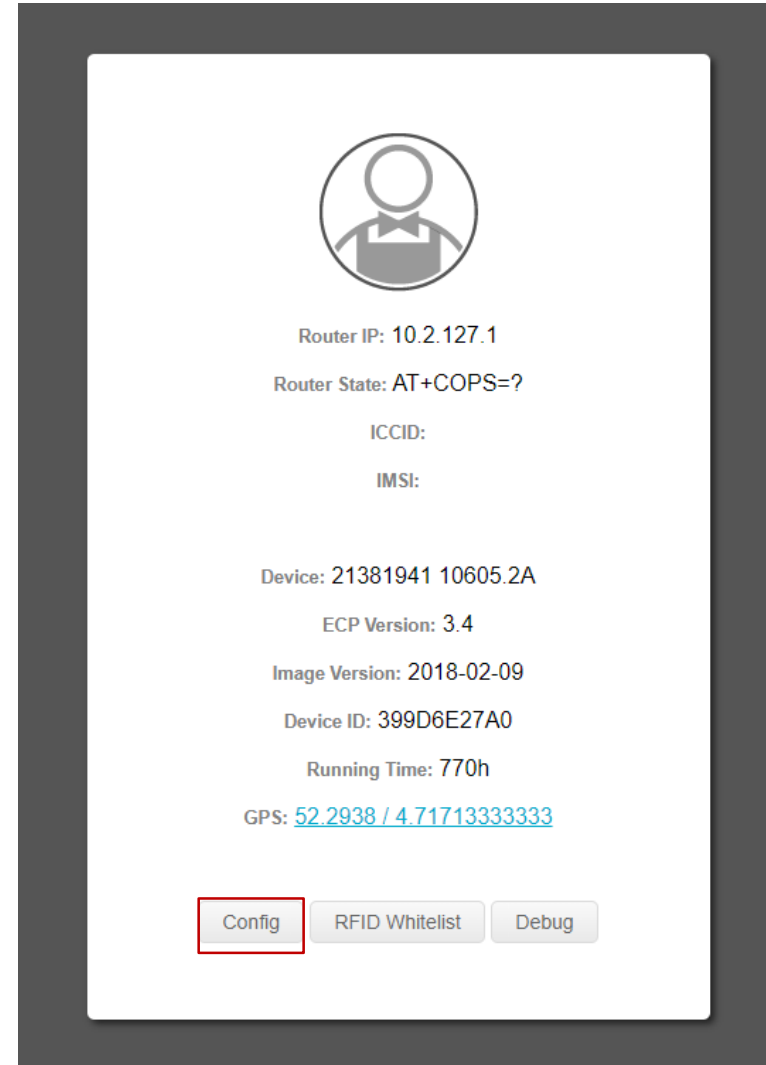 Router IP: 10.2.127.1
Router State: AT+COPS=?
ICCID:
IMSI:
Device: 21381941 10605.2A
ECP Version: 3.4
Image Version: 2018-02-09
Device ID: 399D6E27A0
Running Time: 770h
GPS: 52.2938 / 4.71713333333
Config RFID Whitelist Debug